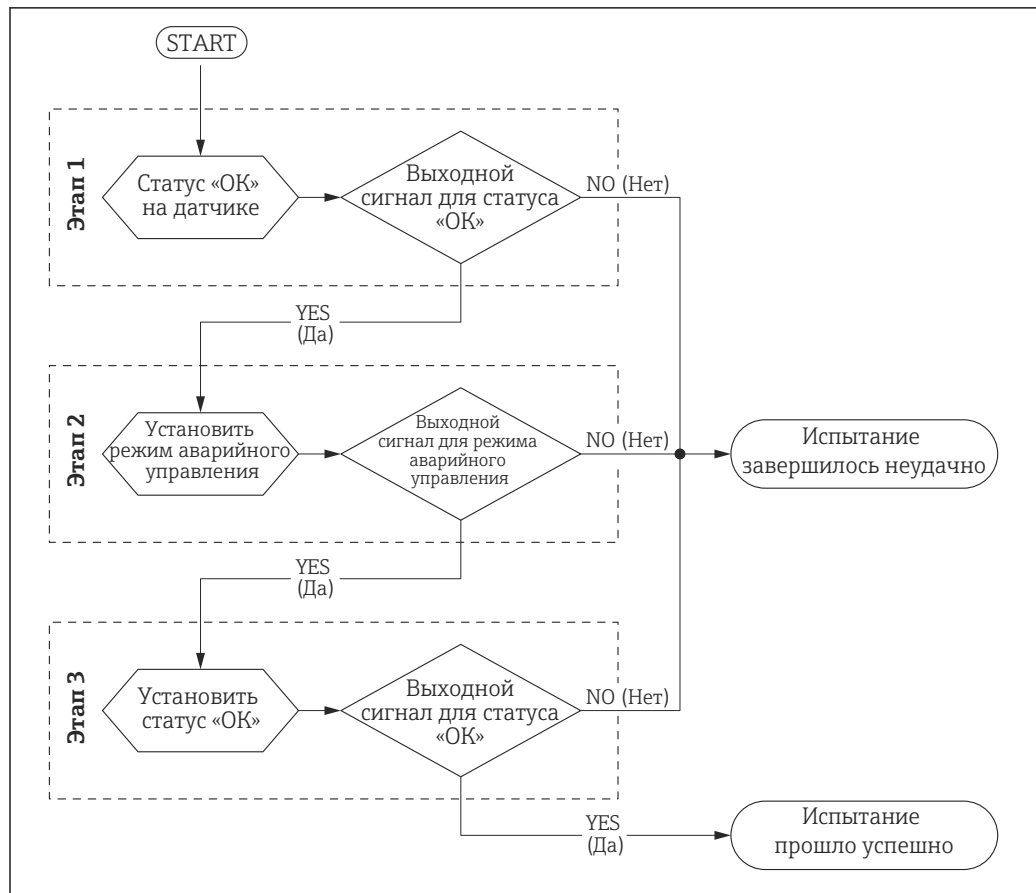 START
Этап 1
Статус «ОК»
на датчике
Выходной
сигнал для статуса
«ОК»
NO (Нет)
YES
(Да)
Этап 2
Установить
режим аварийного
управления
Выходной
сигнал для режима
аварийного
управления
NO (Нет)
Испытание
завершилось неудачно
YES
(Да)
Этап 3
Установить
статус «ОК»
Выходной
сигнал для статуса
«ОК»
NO (Нет)
YES
(Да)
Испытание
прошло успешно